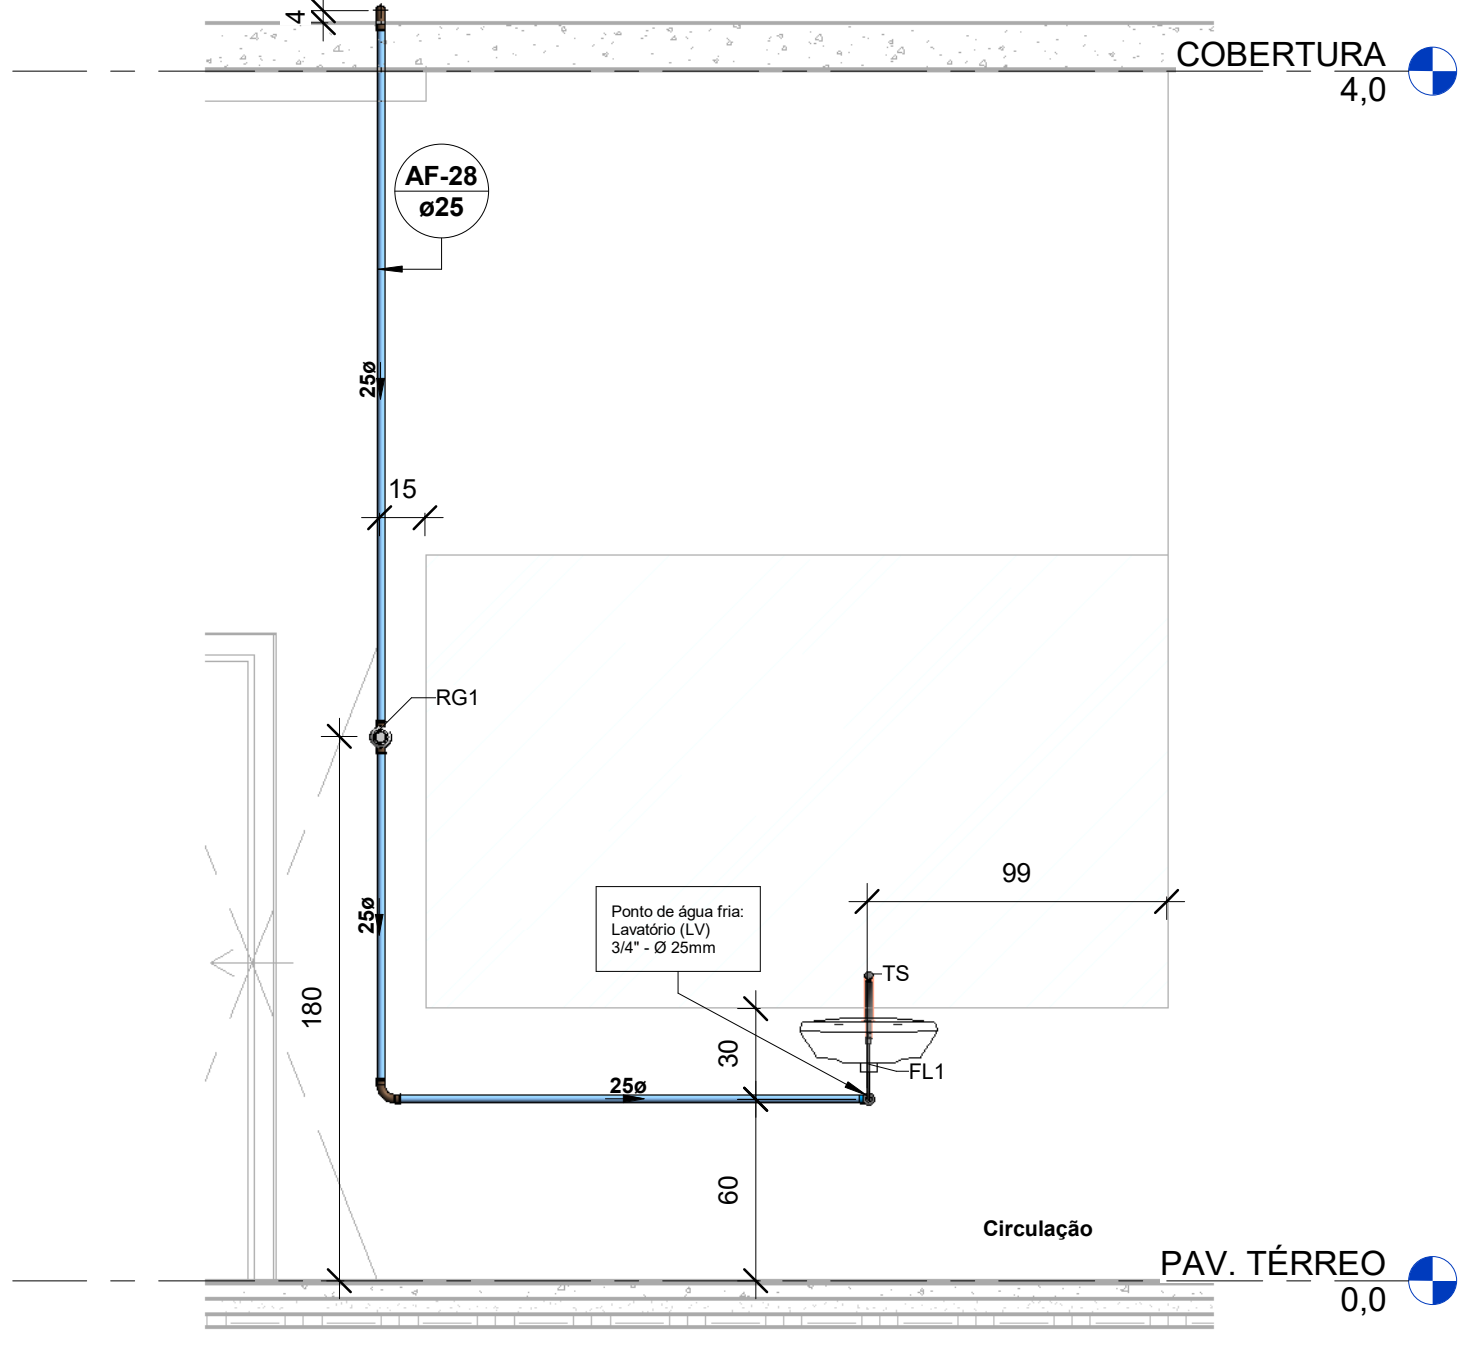 4
COBERTURA
4,0
AF-28
ø25
25ø
15
RG1
99
25ø
Ponto de água fria:
Lavatório (LV)
3/4" - Ø 25mm
TS
180
30
FL1
25ø
60
Circulação
PAV. TÉRREO
0,0